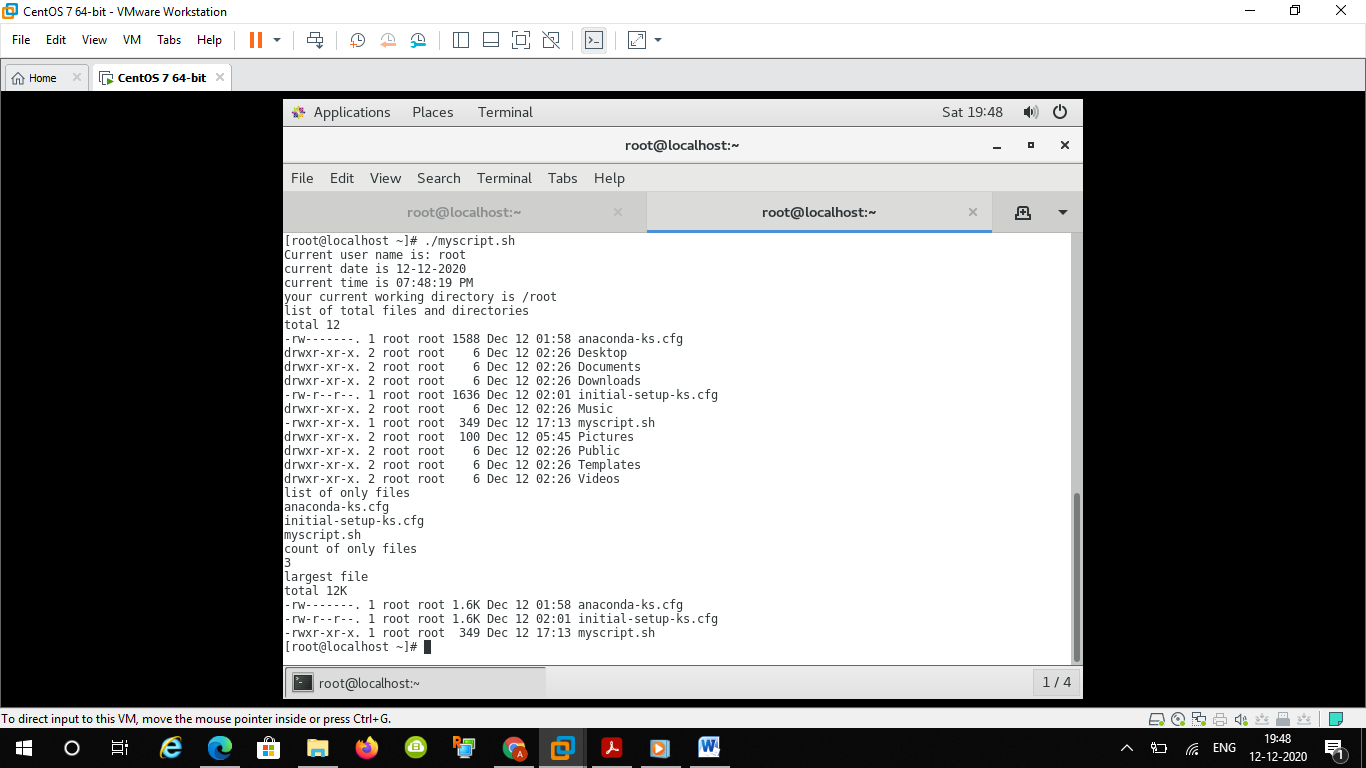 CentOS 7 64-bit - VMware Workstation
File Edit View VM Tabs Help
Home CentOS 7 64-bit
Applications Places Terminal Sat 19:48
root@localhost:~
File Edit View Search Terminal Tabs Help
root@localhost:~ root@localhost:~
[root@localhost ~]# ./myscript.sh
Current user name is: root
current date is 12-12-2020
current time is 07:48:19 PM
your current working directory is /root
list of total files and directories
total 12
-rw-------. 1 root root 1588 Dec 12 01:58 anaconda-ks.cfg
drwxr-xr-x. 2 root root    6 Dec 12 02:26 Desktop
drwxr-xr-x. 2 root root    6 Dec 12 02:26 Documents
drwxr-xr-x. 2 root root    6 Dec 12 02:26 Downloads
-rw-r--r--. 1 root root 1636 Dec 12 02:01 initial-setup-ks.cfg
drwxr-xr-x. 2 root root    6 Dec 12 02:26 Music
-rwxr-xr-x. 1 root root  349 Dec 12 17:13 myscript.sh
drwxr-xr-x. 2 root root  100 Dec 12 05:45 Pictures
drwxr-xr-x. 2 root root    6 Dec 12 02:26 Public
drwxr-xr-x. 2 root root    6 Dec 12 02:26 Templates
drwxr-xr-x. 2 root root    6 Dec 12 02:26 Videos
list of only files
anaconda-ks.cfg
initial-setup-ks.cfg
myscript.sh
count of only files
3
largest file
total 12K
-rw-------. 1 root root 1.6K Dec 12 01:58 anaconda-ks.cfg
-rw-r--r--. 1 root root 1.6K Dec 12 02:01 initial-setup-ks.cfg
-rwxr-xr-x. 1 root root  349 Dec 12 17:13 myscript.sh
[root@localhost ~]#
root@localhost:~ 1 / 4
To direct input to this VM, move the mouse pointer inside or press Ctrl+G.
ENG 19:48
12-12-2020 1